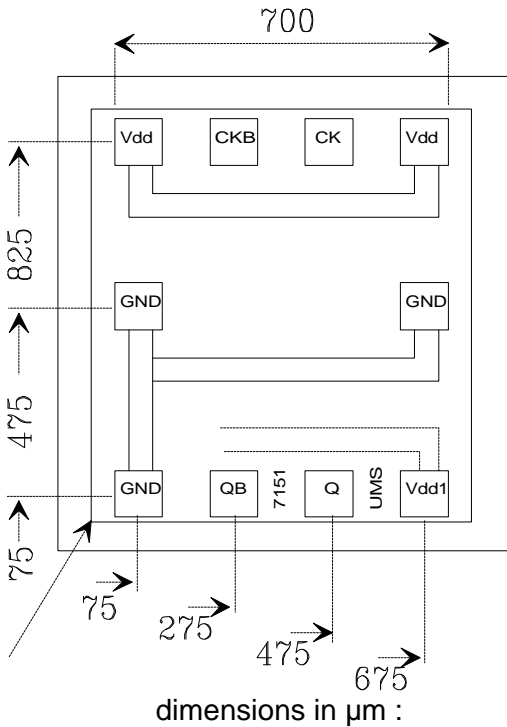 700
Vdd CKB CK Vdd
825
GND GND
475
GND QB 7151 Q UMS Vdd1
75
75
275
475
675
dimensions in µm :